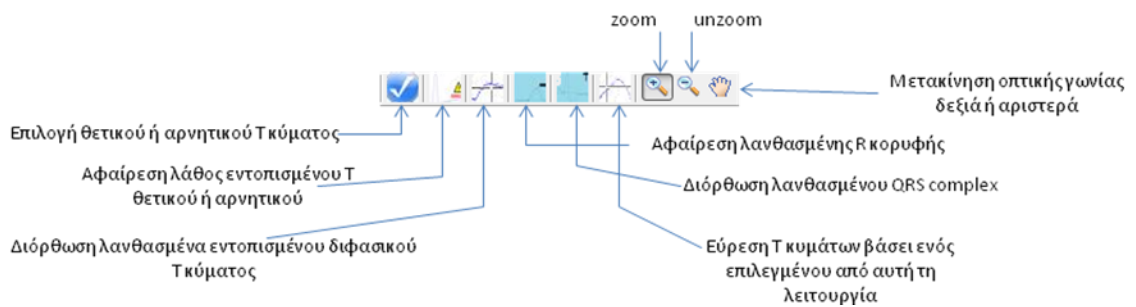 zoom unzoom
Μετακίνηση οπτικής γωνίας
δεξιά ή αριστερά
Επιλογή θετικού ή αρνητικού Τ κύματος
Αφαίρεση λανθασμένης R κορυφής
Αφαίρεση λάθος εντοπισμένου Τ
θετικού ή αρνητικού
Διόρθωση λανθασμένου QRS complex
Διόρθωση λανθασμένα εντοπισμένου διφασικού
Τ κύματος
Εύρεση Τ κυμάτων βάσει ενός
επιλεγμένου από αυτή τη
λειτουργία